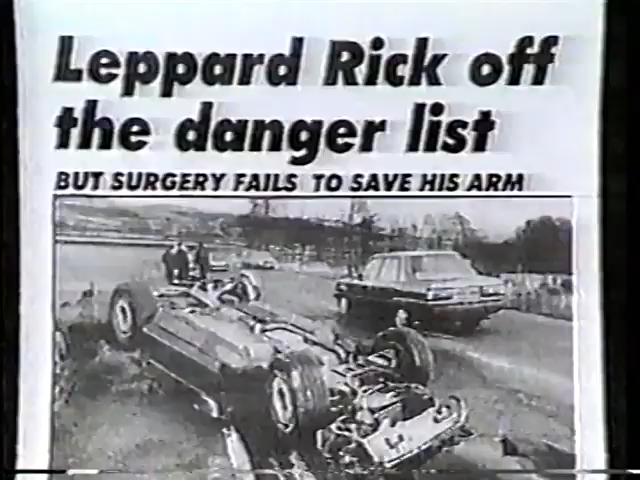 Leppard Rick off
the danger list
BUT SURGERY FAILS TO SAVE HIS ARM